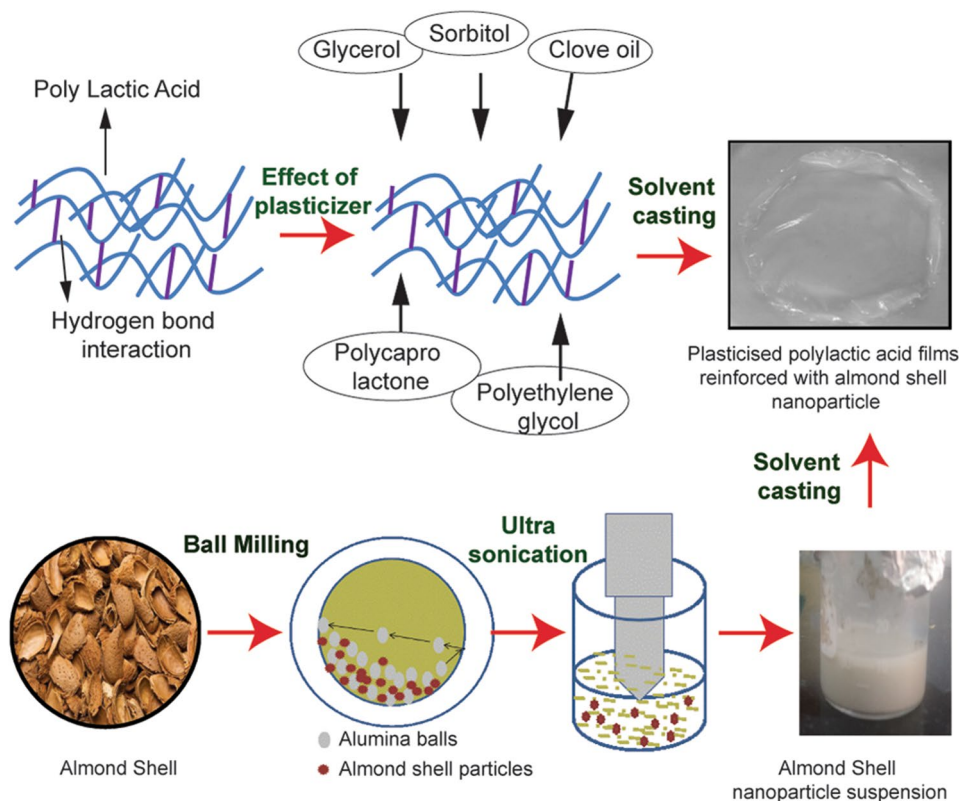 Glycerol
Sorbitol
Clove oil
Poly Lactic Acid
Effect of
plasticizer
Solvent
casting
Hydrogen bond
interaction
Polycapro
lactone
Polyethylene
glycol
Plasticised polylactic acid films
reinforced with almond shell
nanoparticle
Solvent
casting
Ball Milling
Ultra
sonication
Alumina balls
Almond shell particles
Almond Shell
Almond Shell
nanoparticle suspension